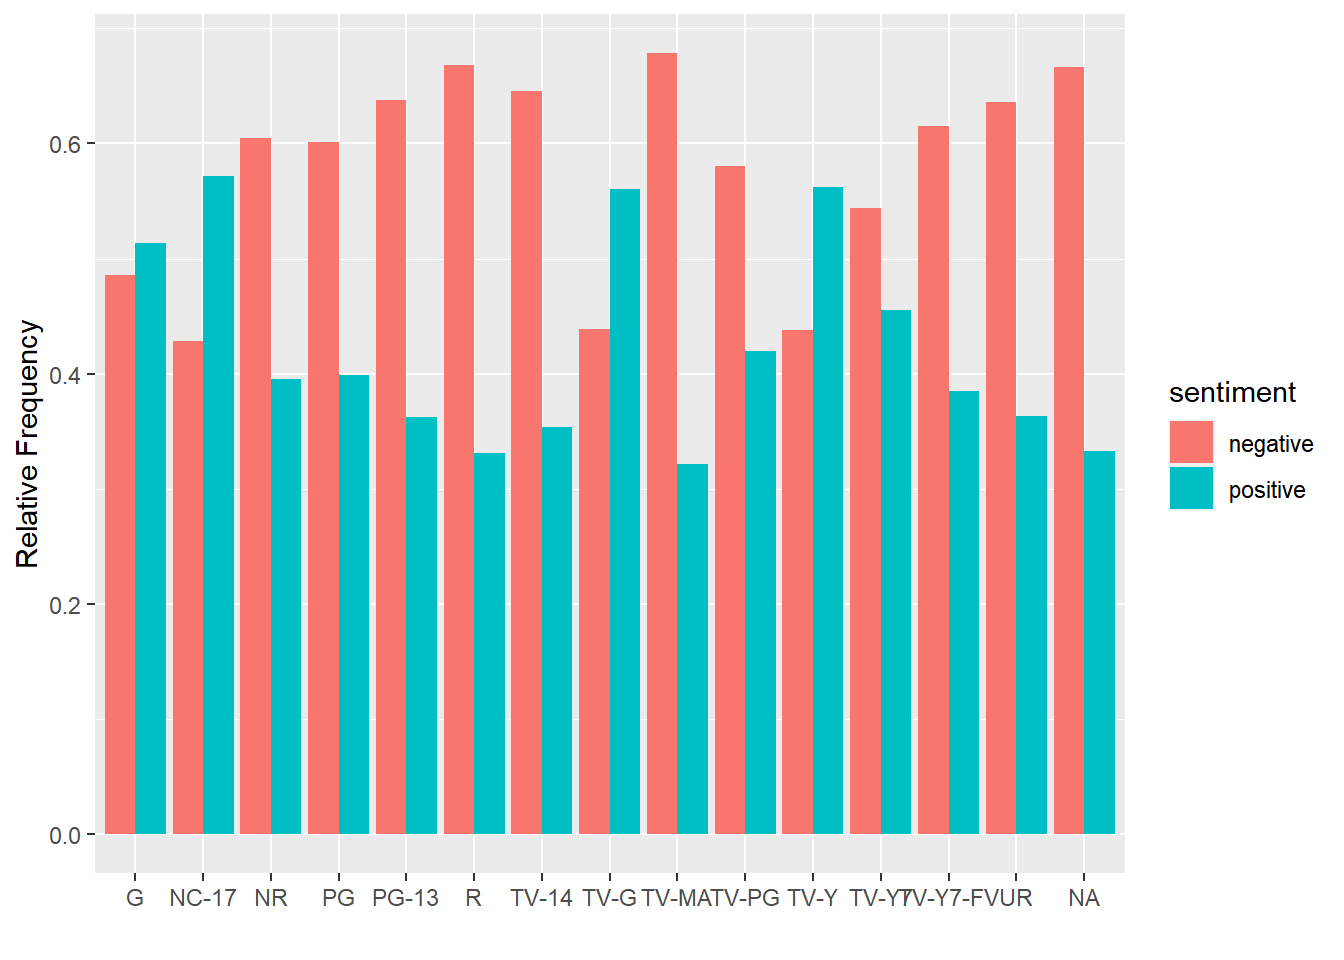 Relative Frequency
0.6
0.4
0.2
0.0
G NC-17 NR PG PG-13 R TV-14 TV-G TV-MA TV-PG TV-Y TV-Y7 TV-Y7-FV UR NA
sentiment
negative
positive